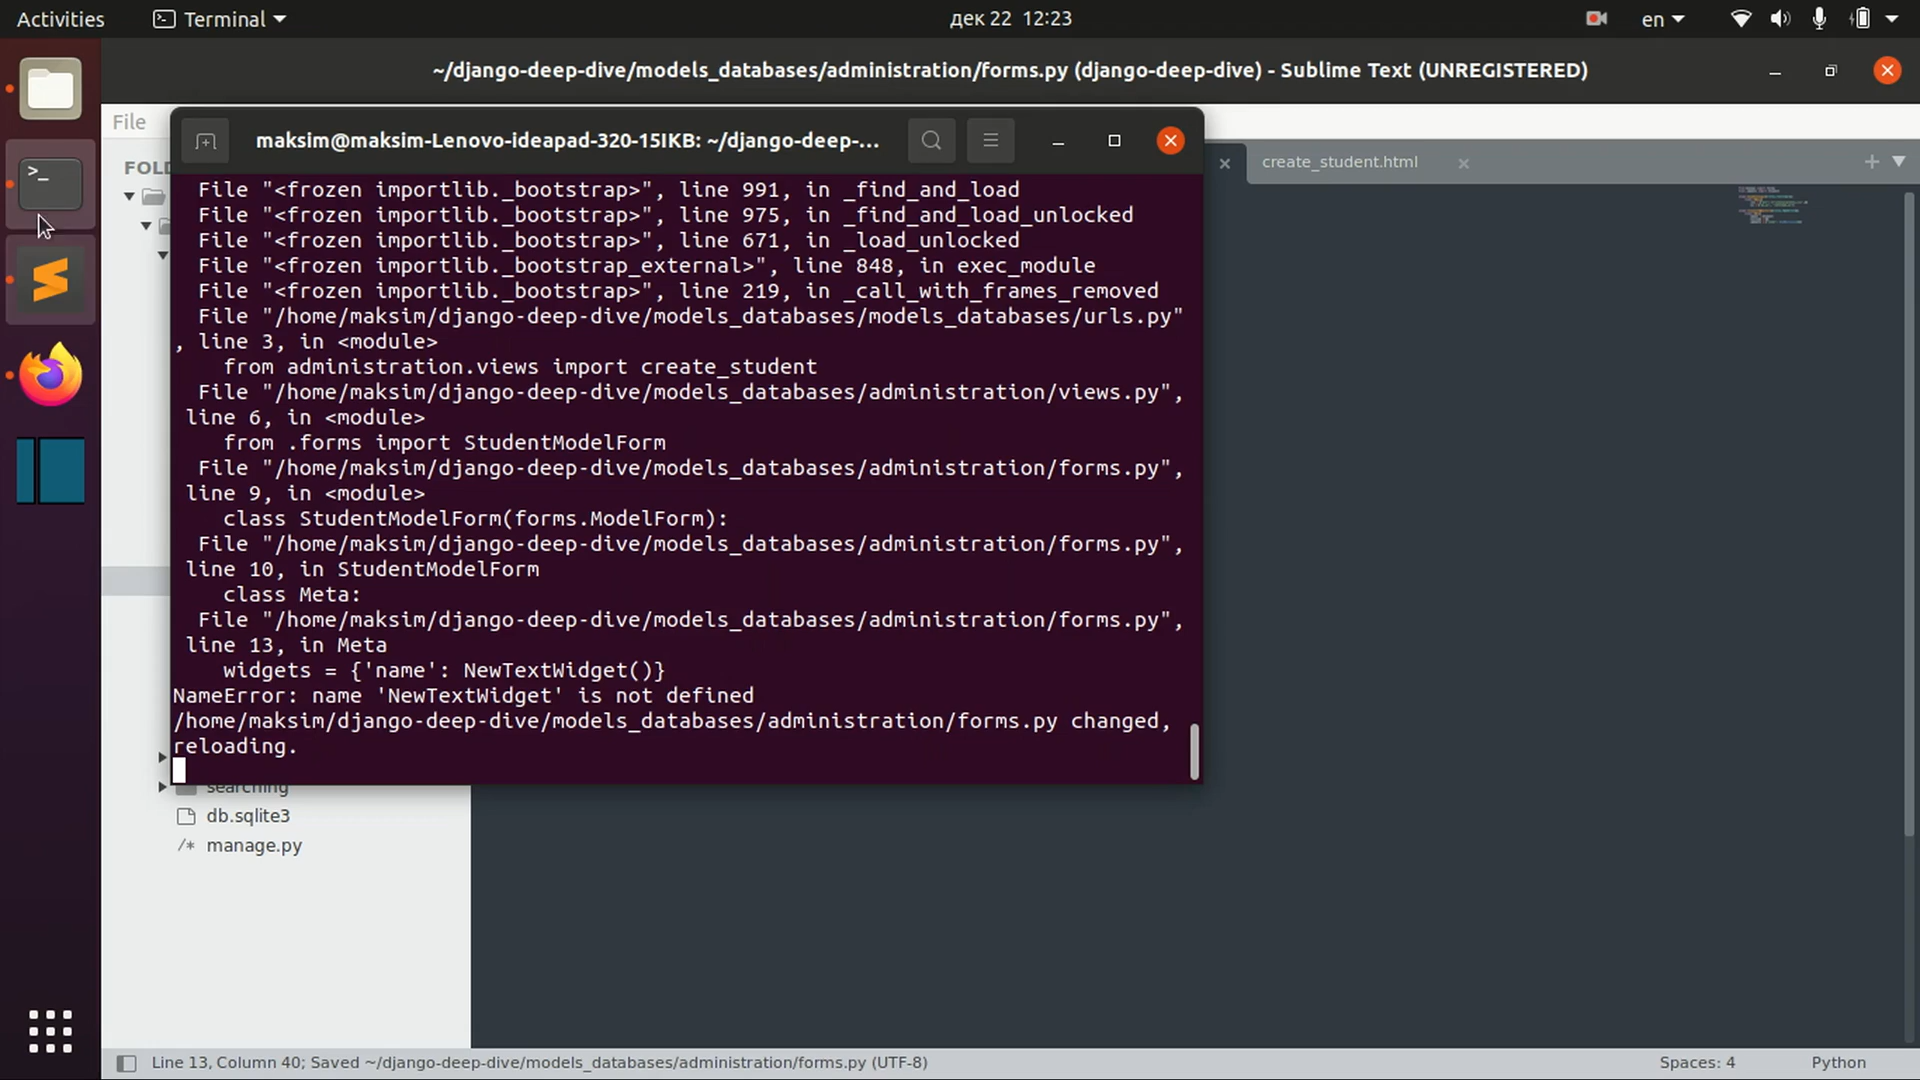 Activities
Terminal
дек 22 12:23
en
~/django-deep-dive/models_databases/administration/forms.py (django-deep-dive) - Sublime Text (UNREGISTERED)
File
maksim@maksim-Lenovo-ideapad-320-15IKB: ~/django-deep-...
FOL
create_student.html
File "<frozen importlib._bootstrap>", line 991, in _find_and_load
File "<frozen importlib._bootstrap>", line 975, in _find_and_load_unlocked
File "<frozen importlib._bootstrap>", line 671, in _load_unlocked
File "<frozen importlib._bootstrap_external>", line 848, in exec_module
File "<frozen importlib._bootstrap>", line 219, in _call_with_frames_removed
File "/home/maksim/django-deep-dive/models_databases/models_databases/urls.py"
, line 3, in <module>
from administration.views import create_student
File "/home/maksim/django-deep-dive/models_databases/administration/views.py",
line 6, in <module>
from .forms import StudentModelForm
File "/home/maksim/django-deep-dive/models_databases/administration/forms.py",
line 9, in <module>
class StudentModelForm(forms.ModelForm):
File "/home/maksim/django-deep-dive/models_databases/administration/forms.py",
line 10, in StudentModelForm
class Meta:
File "/home/maksim/django-deep-dive/models_databases/administration/forms.py",
line 13, in Meta
widgets = {'name': NewTextWidget()}
NameError: name 'NewTextWidget' is not defined
/home/maksim/django-deep-dive/models_databases/administration/forms.py changed,
reloading.
searching
db.sqlite3
/* manage.py
Line 13, Column 40; Saved ~/django-deep-dive/models_databases/administration/forms.py (UTF-8)
Spaces: 4
Python